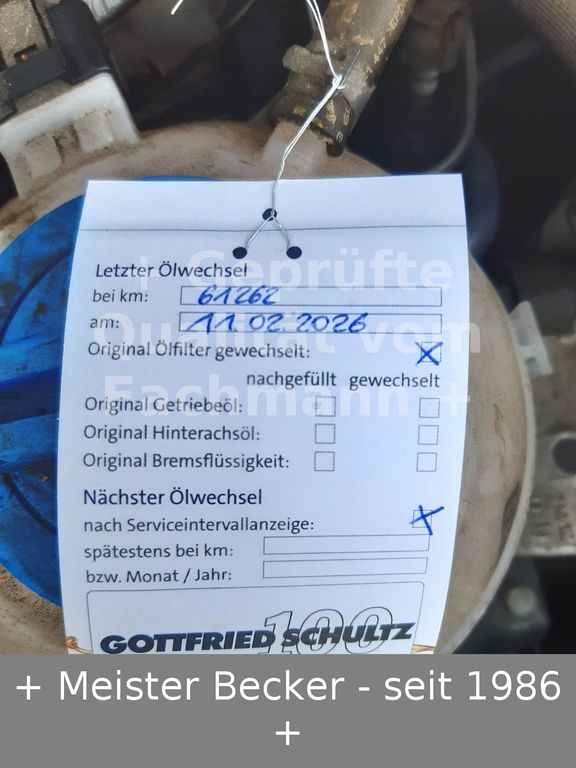 Letzter Ölwechsel
bei km: 61262
am: 11.02.2026
Original Ölfilter gewechselt:
nachgefüllt gewechselt
Original Getriebeöl:
Original Hinterachsöl:
Original Bremsflüssigkeit:
Nächster Ölwechsel
nach Serviceintervallanzeige:
spätestens bei km:
bzw. Monat / Jahr:
100
GOTTFRIED SCHULTZ
+ Geprüfte
Qualität vom
Fachmann +
+ Meister Becker - seit 1986
+